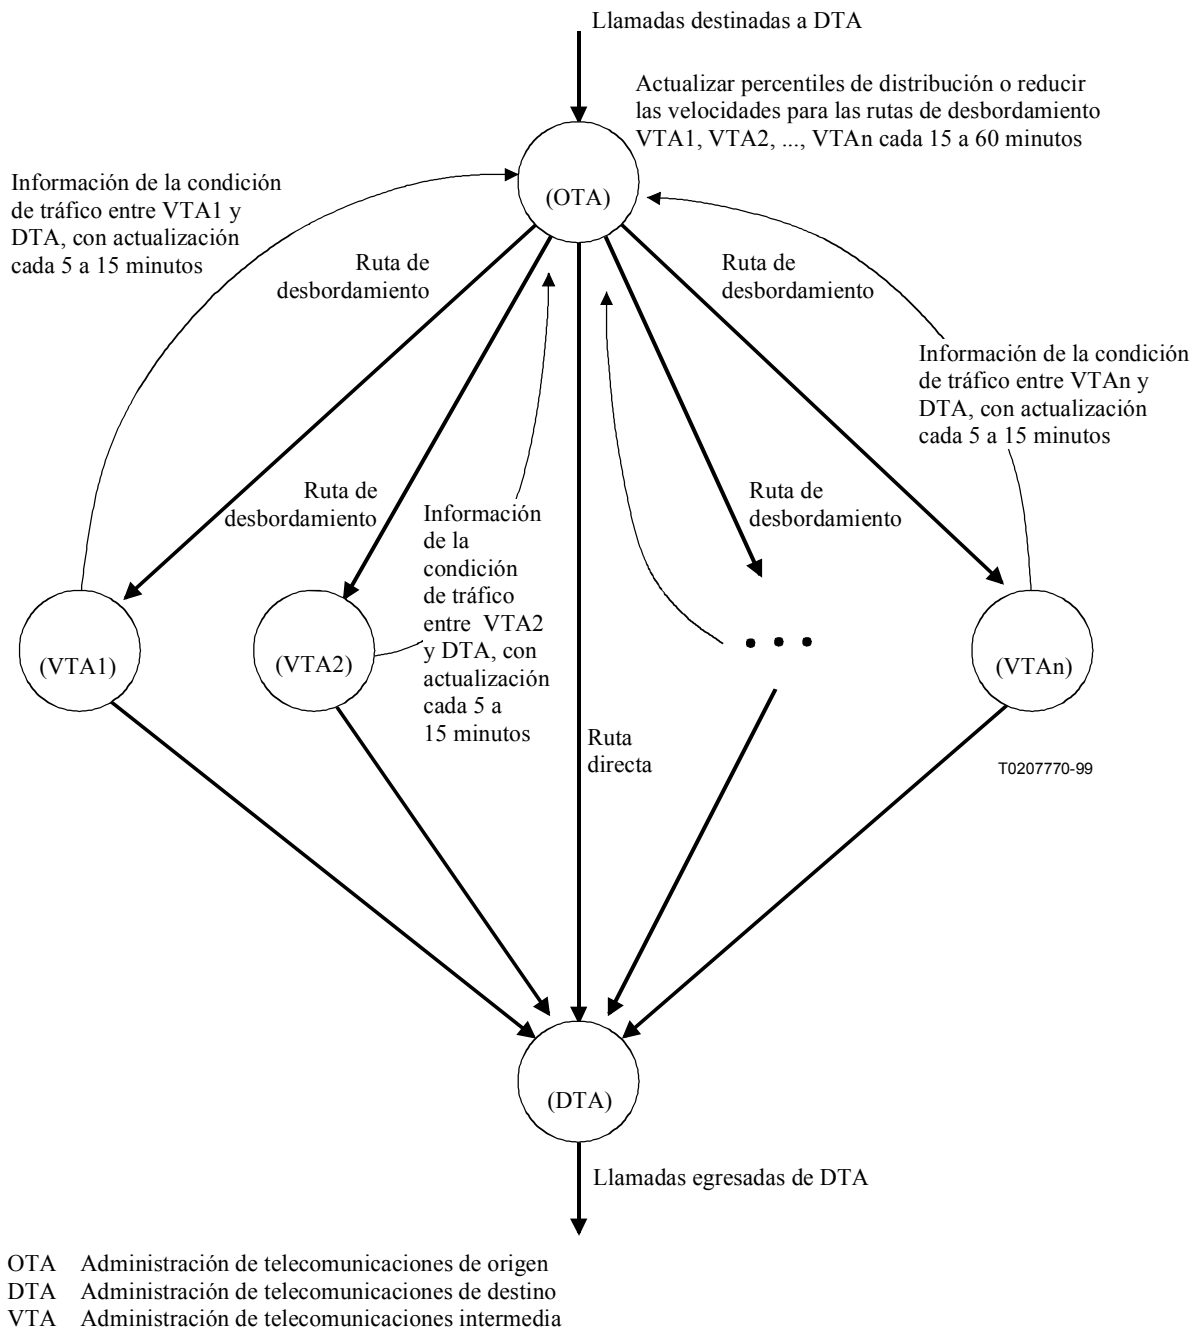 Llamadas destinadas a DTA
Actualizar percentiles de distribución o reducir
las velocidades para las rutas de desbordamiento
VTA1, VTA2, ..., VTAn cada 15 a 60 minutos
Información de la condición
de tráfico entre VTA1 y
DTA, con actualización
cada 5 a 15 minutos
(OTA)
Ruta de
desbordamiento
Ruta de
desbordamiento
Información de la condición
de tráfico entre VTAn y
DTA, con actualización
cada 5 a 15 minutos
Ruta de
desbordamiento
Información
de la
condición
de tráfico
entre VTA2
y DTA, con
actualización
cada 5 a
15 minutos
Ruta de
desbordamiento
(VTA1)
(VTA2)
...
(VTAn)
Ruta
directa
T0207770-99
(DTA)
Llamadas egresadas de DTA
OTA Administración de telecomunicaciones de origen
DTA Administración de telecomunicaciones de destino
VTA Administración de telecomunicaciones intermedia